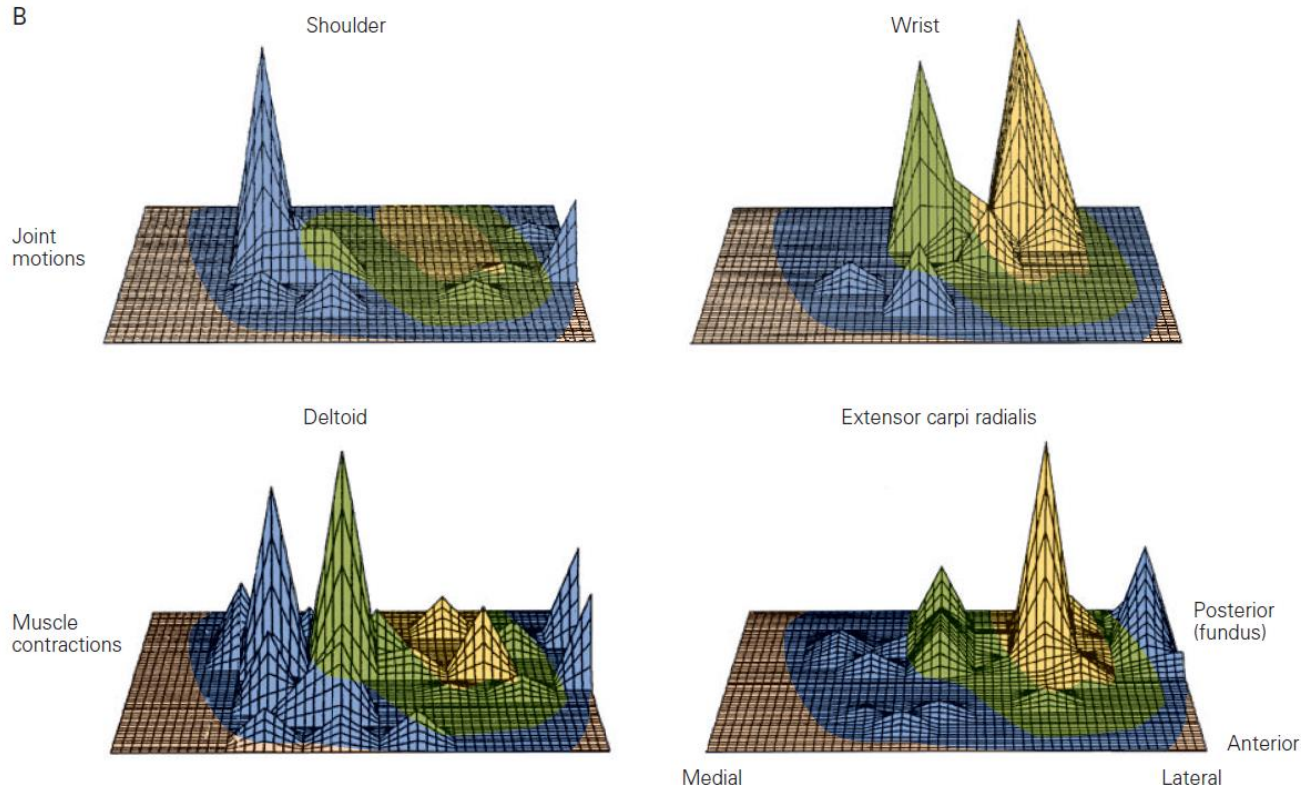 B
Shoulder
Wrist
Joint
motions
Deltoid
Extensor carpi radialis
Muscle
contractions
Posterior
(fundus)
Anterior
Medial
Lateral